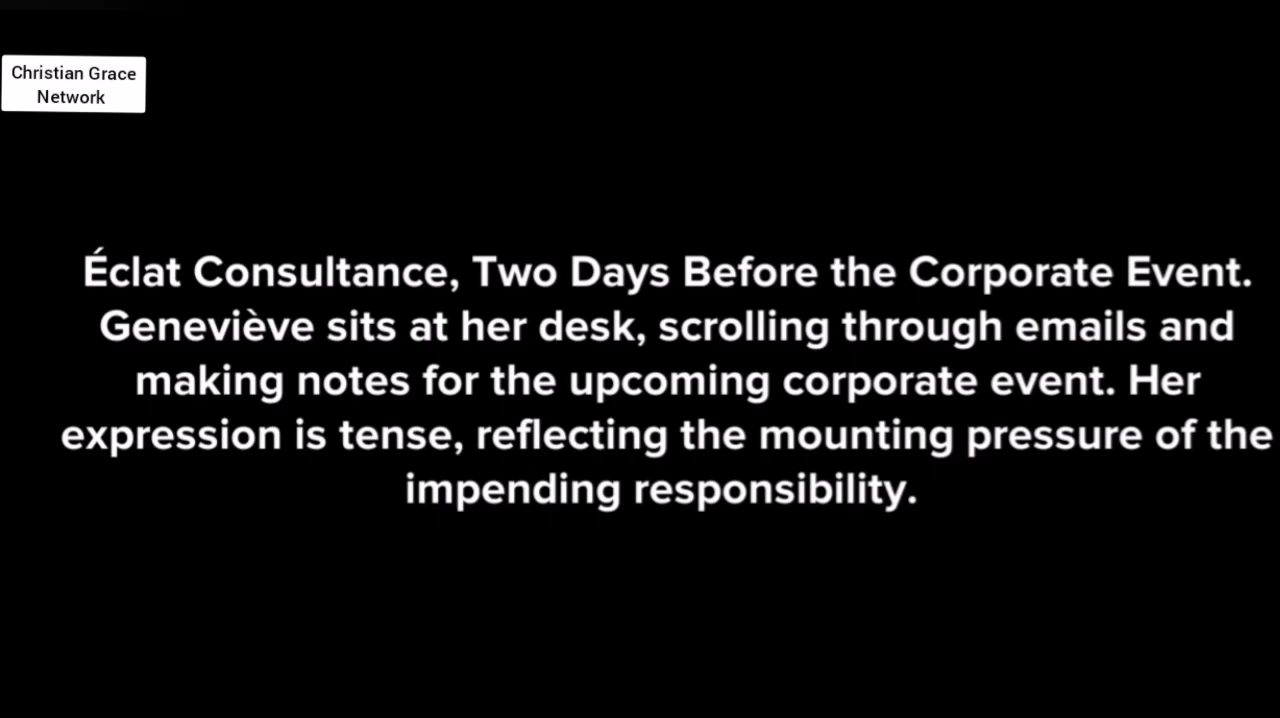 Christian Grace
Network
Éclat Consultance, Two Days Before the Corporate Event.
Geneviève sits at her desk, scrolling through emails and
making notes for the upcoming corporate event. Her
expression is tense, reflecting the mounting pressure of the
impending responsibility.